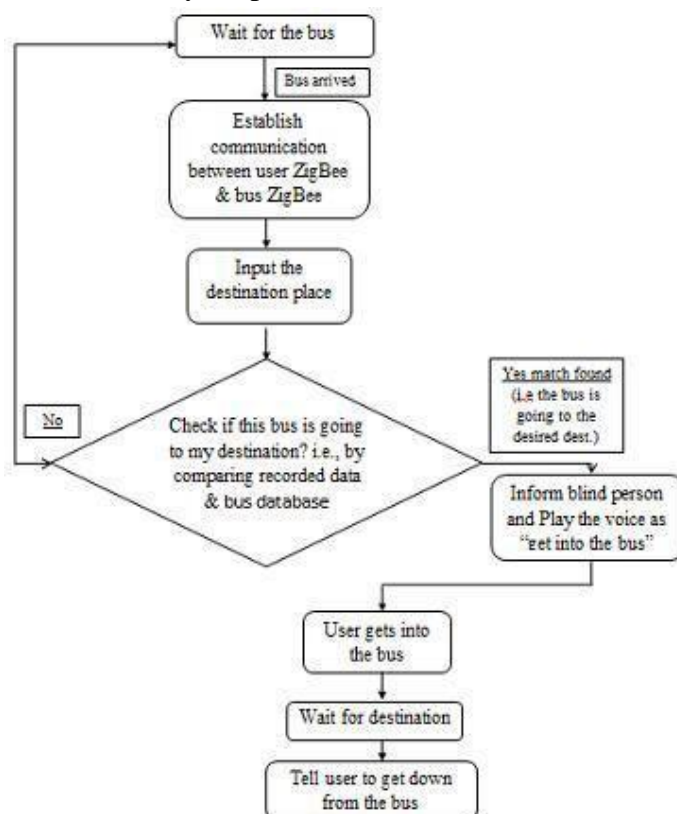 Wait for the bus
Bus arrived
Establish
communication
between user ZigBee
& bus ZigBee
Input the
destination place
Yes match found
(i.e the bus is
going to the
desired dest.)
No
Check if this bus is going
to my destination? i.e., by
comparing recorded data
& bus database
Inform blind person
and Play the voice as
“get into the bus”
User gets into
the bus
Wait for destination
Tell user to get down
from the bus